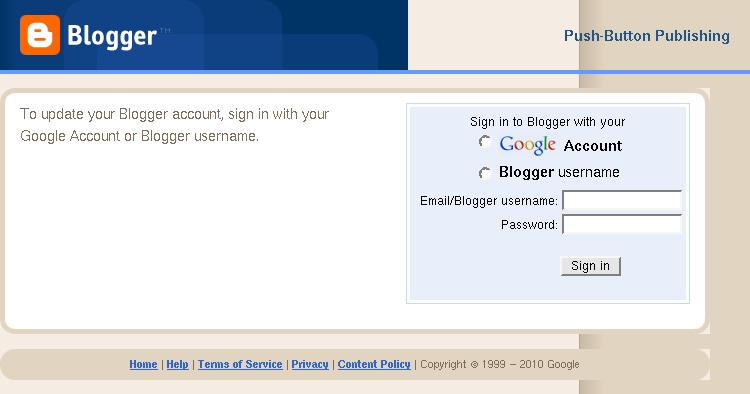 Blogger™
Push-Button Publishing
To update your Blogger account, sign in with your
Google Account or Blogger username.
Sign in to Blogger with your
Google Account
Blogger username
Email/Blogger username:
Password:
Sign in
Home | Help | Terms of Service | Privacy | Content Policy | Copyright © 1999 – 2010 Google